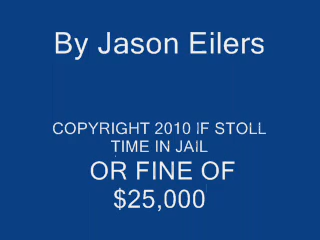 By Jason Eilers
COPYRIGHT 2010 IF STOLL
TIME IN JAIL
OR FINE OF
$25,000